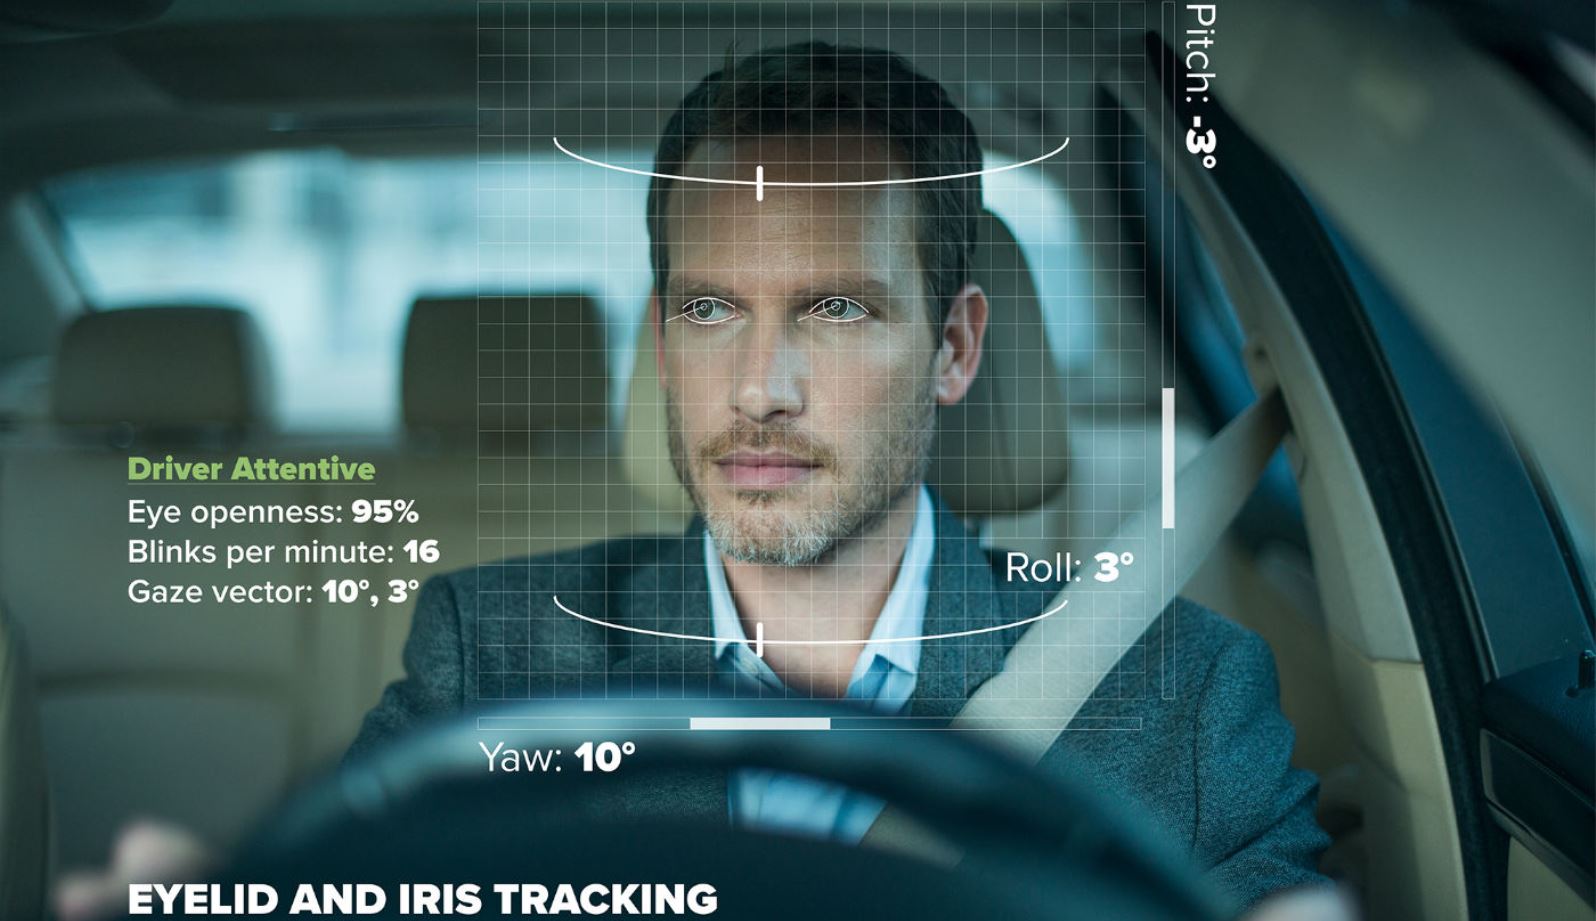 Pitch: -3°
Driver Attentive
Eye openness: 95%
Blinks per minute: 16
Gaze vector: 10°, 3°
Roll: 3°
Yaw: 10°
EYELID AND IRIS TRACKING